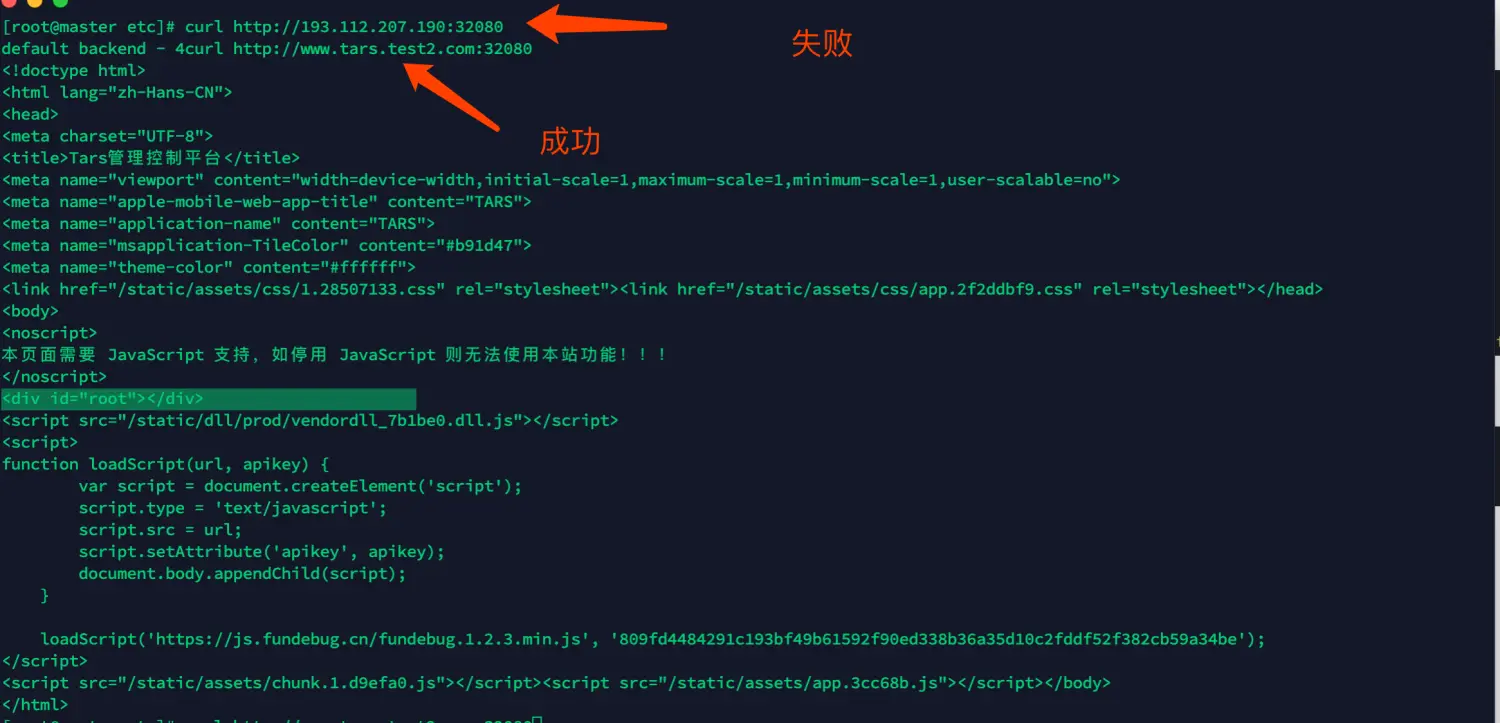 [root@master etc]# curl http://193.112.207.190:32080
失败
default backend - 4curl http://www.tars.test2.com:32080
<!doctype html>
<html lang="zh-Hans-CN">
<head>
<meta charset="UTF-8">
成功
<title>Tars管理控制平台</title>
<meta name="viewport" content="width=device-width,initial-scale=1,maximum-scale=1,minimum-scale=1,user-scalable=no">
<meta name="apple-mobile-web-app-title" content="TARS">
<meta name="application-name" content="TARS">
<meta name="msapplication-TileColor" content="#b91d47">
<meta name="theme-color" content="#ffffff">
<link href="/static/assets/css/1.28507133.css" rel="stylesheet"><link href="/static/assets/css/app.2f2ddbf9.css" rel="stylesheet"></head>
<body>
<noscript>
本页面需要 JavaScript 支持，如停用 JavaScript 则无法使用本站功能！！！
</noscript>
<div id="root"></div>
<script src="/static/dll/prod/vendordll_7b1be0.dll.js"></script>
<script>
function loadScript(url, apikey) {
var script = document.createElement('script');
script.type = 'text/javascript';
script.src = url;
script.setAttribute('apikey', apikey);
document.body.appendChild(script);
}
loadScript('https://js.fundebug.cn/fundebug.1.2.3.min.js', '809fd4484291c193bf49b61592f90ed338b36a35d10c2fddf52f382cb59a34be');
</script>
<script src="/static/assets/chunk.1.d9efa0.js"></script><script src="/static/assets/app.3cc68b.js"></script></body>
</html>